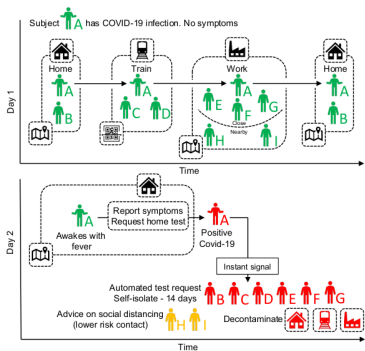 Subject A has COVID-19 infection. No symptoms
Home
Train
Work
Home
A
A
A
A
B
C
D
E
F
G
B
Close
Nearby
H
I
Day 1
Time
Report symptoms
Request home test
A
A
Awakes with
fever
Positive
Covid-19
Instant signal
Automated test request
Self-isolate - 14 days
B
C
D
E
F
G
Advice on social distancing
(lower risk contact)
H
I
Decontaminate
Day 2
Time